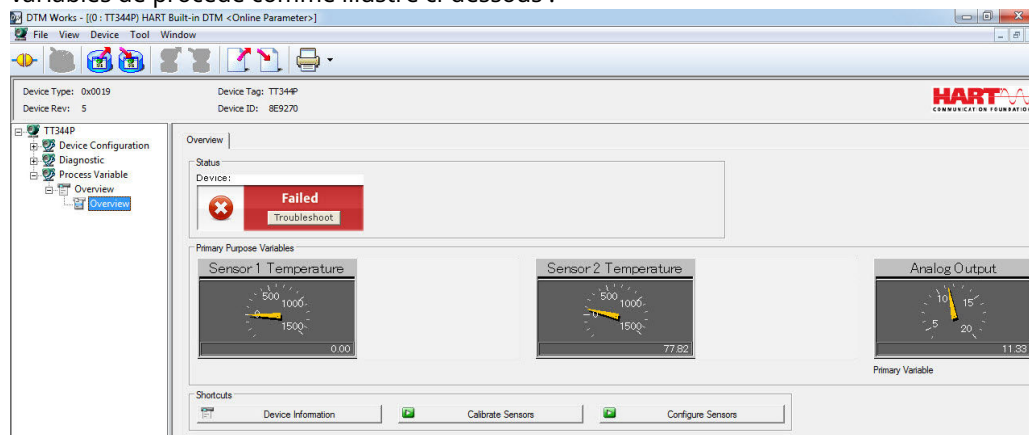 variables de procédé comme illustré ci-dessous :
DTM Works - [(0 : TT344P) HART Built-in DTM <Online Parameter>]
File View Device Tool Window
Device Type: 0x0019 Device Tag: TT344P
Device Rev: 5 Device ID: 8E9270
HART
COMMUNICATION FOUNDATION
TT344P
Device Configuration
Diagnostic
Process Variable
Overview
Overview
Overview
Status
Device:
Failed
Troubleshoot
Primary Purpose Variables
Sensor 1 Temperature
0 500 1000 1500
0.00
Sensor 2 Temperature
0 500 1000 1500
77.82
Analog Output
5 10 15 20
11.33
Primary Variable
Shortcuts
Device Information Calibrate Sensors Configure Sensors